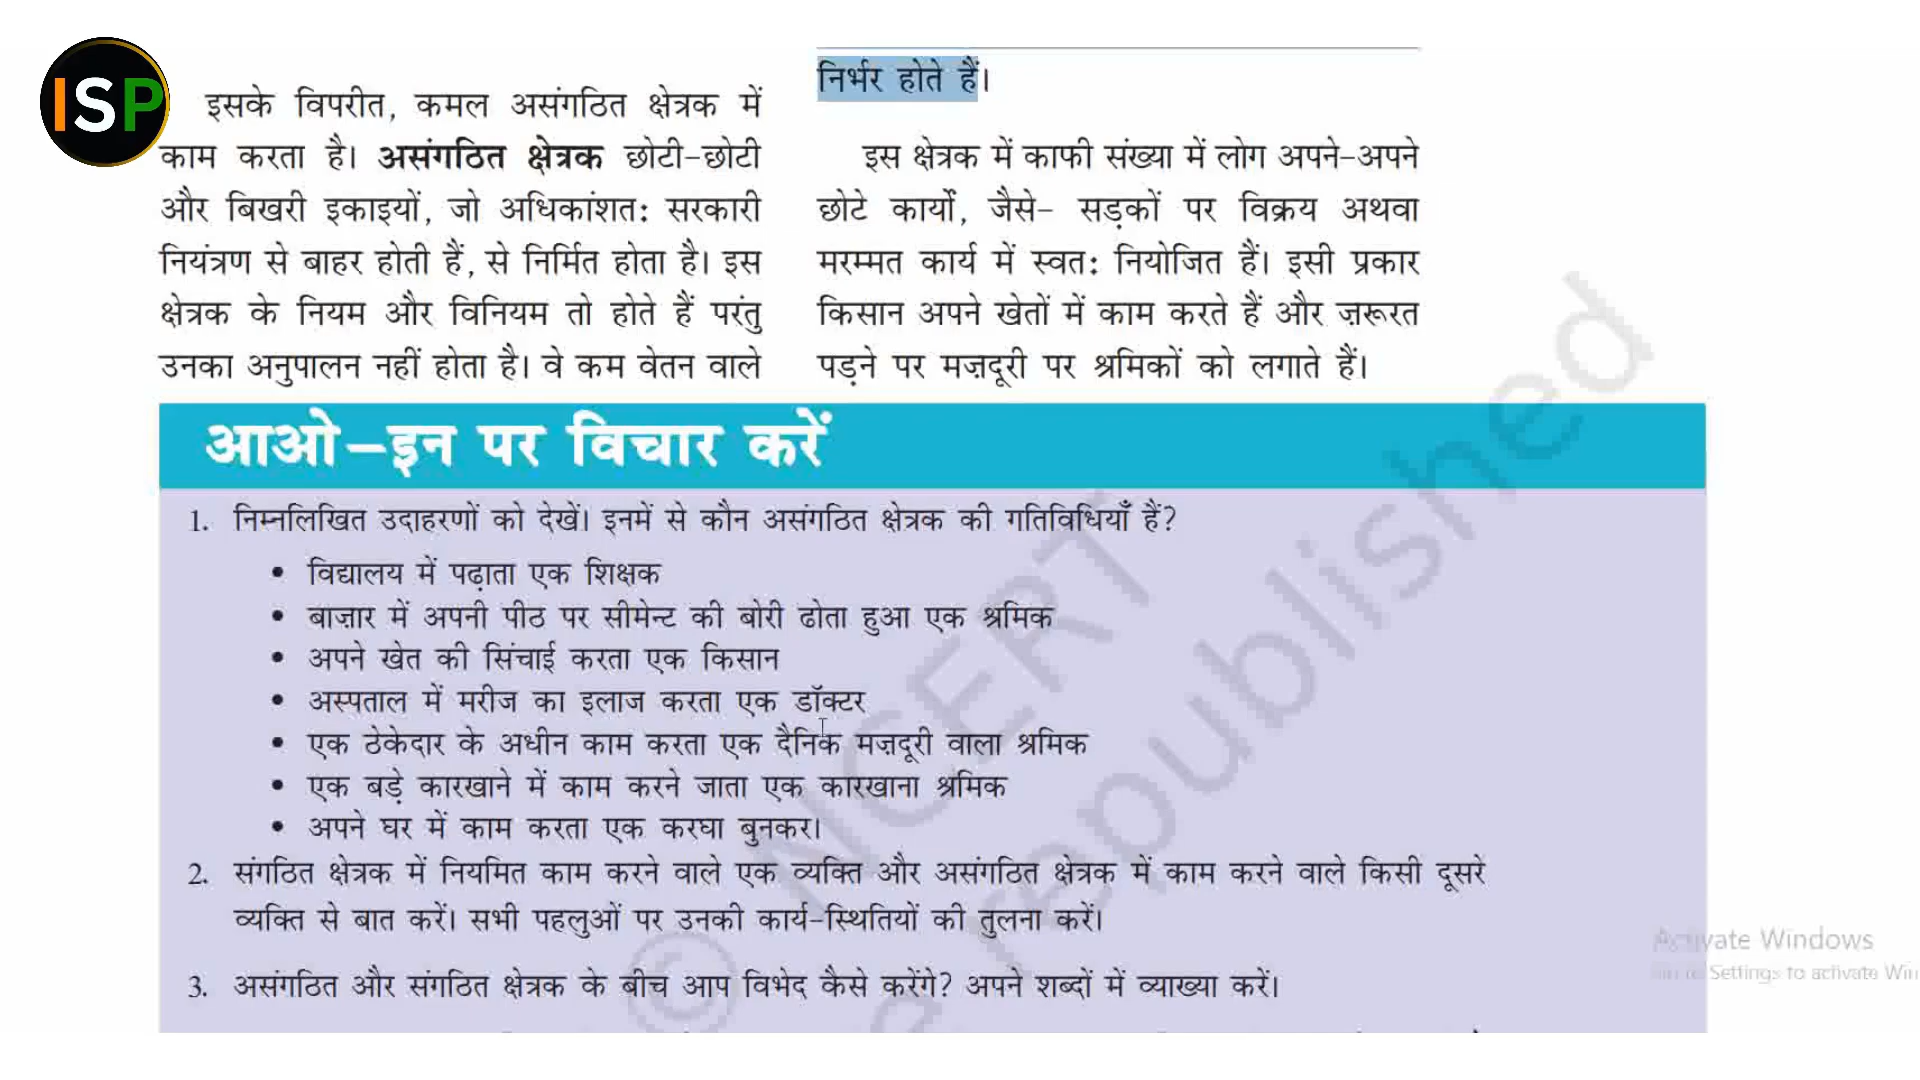 ISP
इसके विपरीत, कमल असंगठित क्षेत्रक में
काम करता है। असंगठित क्षेत्रक छोटी-छोटी
और बिखरी इकाइयों, जो अधिकांशतः सरकारी
नियंत्रण से बाहर होती हैं, से निर्मित होता है। इस
क्षेत्रक के नियम और विनियम तो होते हैं परंतु
उनका अनुपालन नहीं होता है। वे कम वेतन वाले
निर्भर होते हैं।
इस क्षेत्रक में काफी संख्या में लोग अपने-अपने
छोटे कार्यों, जैसे- सड़कों पर विक्रय अथवा
मरम्मत कार्य में स्वतः नियोजित हैं। इसी प्रकार
किसान अपने खेतों में काम करते हैं और ज़रूरत
पड़ने पर मज़दूरी पर श्रमिकों को लगाते हैं।
आओ-इन पर विचार करें
1. निम्नलिखित उदाहरणों को देखें। इनमें से कौन असंगठित क्षेत्रक की गतिविधियाँ हैं?
• विद्यालय में पढ़ाता एक शिक्षक
• बाज़ार में अपनी पीठ पर सीमेन्ट की बोरी ढोता हुआ एक श्रमिक
• अपने खेत की सिंचाई करता एक किसान
• अस्पताल में मरीज का इलाज करता एक डॉक्टर
• एक ठेकेदार के अधीन काम करता एक दैनिक मज़दूरी वाला श्रमिक
• एक बड़े कारखाने में काम करने जाता एक कारखाना श्रमिक
• अपने घर में काम करता एक करघा बुनकर।
2. संगठित क्षेत्रक में नियमित काम करने वाले एक व्यक्ति और असंगठित क्षेत्रक में काम करने वाले किसी दूसरे
व्यक्ति से बात करें। सभी पहलुओं पर उनकी कार्य-स्थितियों की तुलना करें।
3. असंगठित और संगठित क्षेत्रक के बीच आप विभेद कैसे करेंगे? अपने शब्दों में व्याख्या करें।
© NCERT
republished
Activate Windows
Settings to activate Win